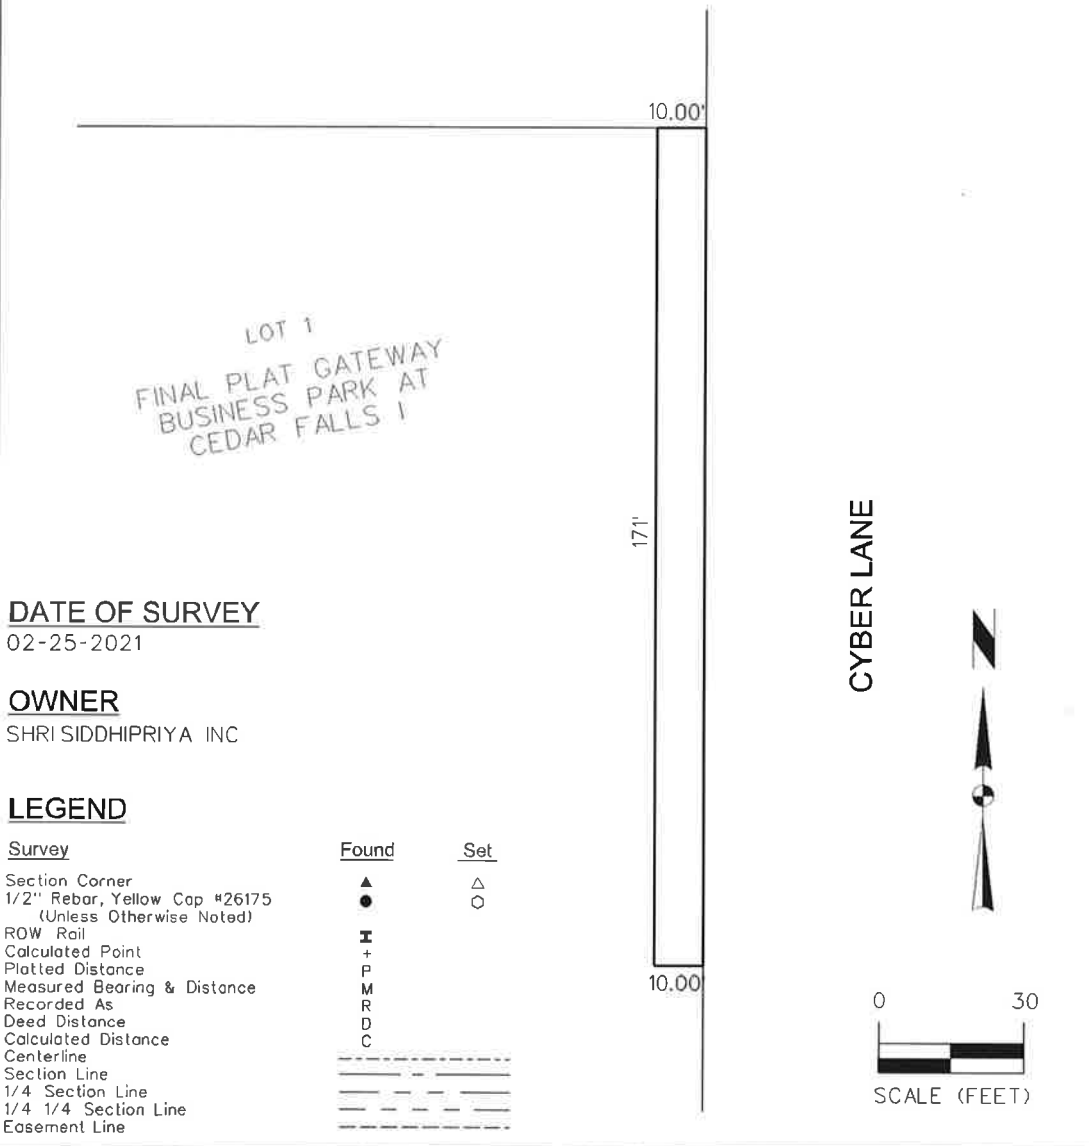 10.00'
LOT 1
FINAL PLAT GATEWAY
BUSINESS PARK AT
CEDAR FALLS I
171'
CYBER LANE
DATE OF SURVEY
02-25-2021
OWNER
SHRI SIDDHIPRIYA INC
N
LEGEND
Survey Found Set
Section Corner ▲ △
1/2" Rebar, Yellow Cap #26175
(Unless Otherwise Noted)
ROW Rail I
Calculated Point +
Platted Distance P
Measured Bearing & Distance M
Recorded As R
Deed Distance D
Calculated Distance C
Centerline
Section Line
1/4 Section Line
1/4 1/4 Section Line
Easement Line
10.00'
0 30
SCALE (FEET)